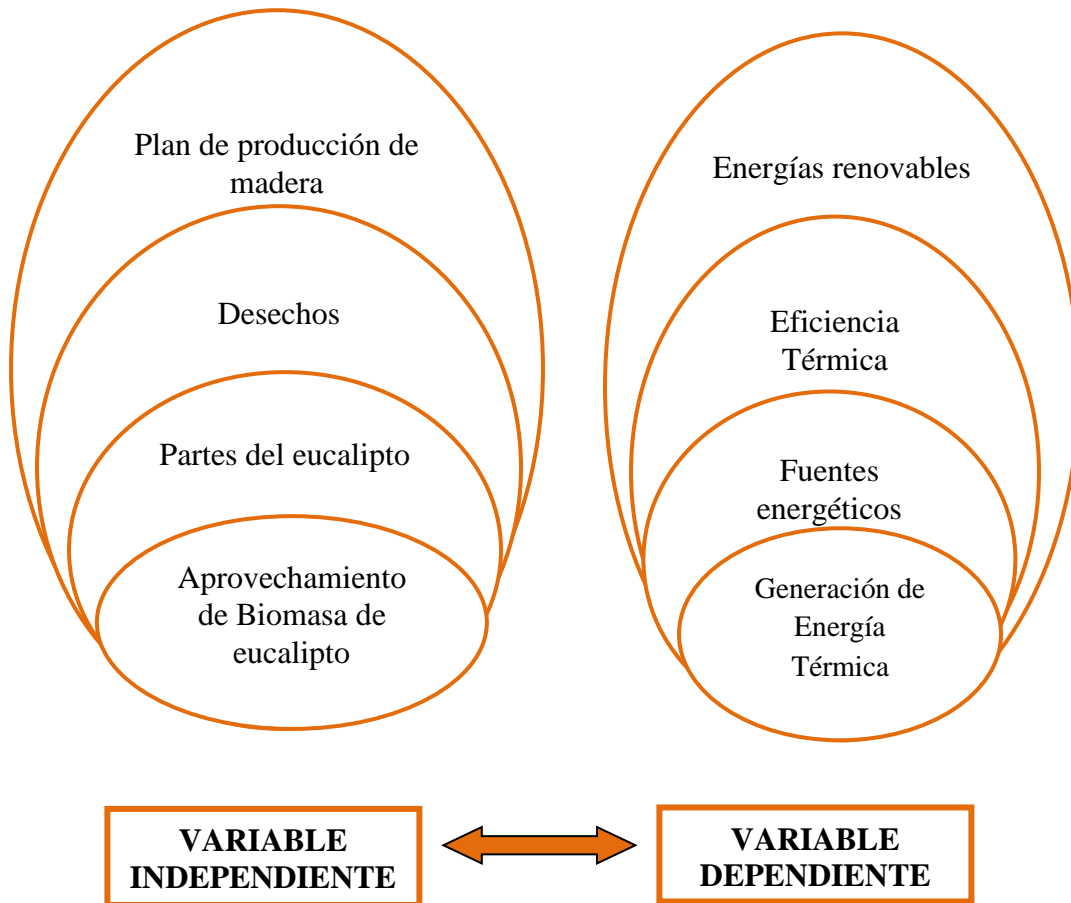 Plan de producción de
madera
Desechos
Partes del eucalipto
Aprovechamiento
de Biomasa de
eucalipto
Energías renovables
Eficiencia
Térmica
Fuentes
energéticos
Generación de
Energía
Térmica
VARIABLE
INDEPENDIENTE
VARIABLE
DEPENDIENTE